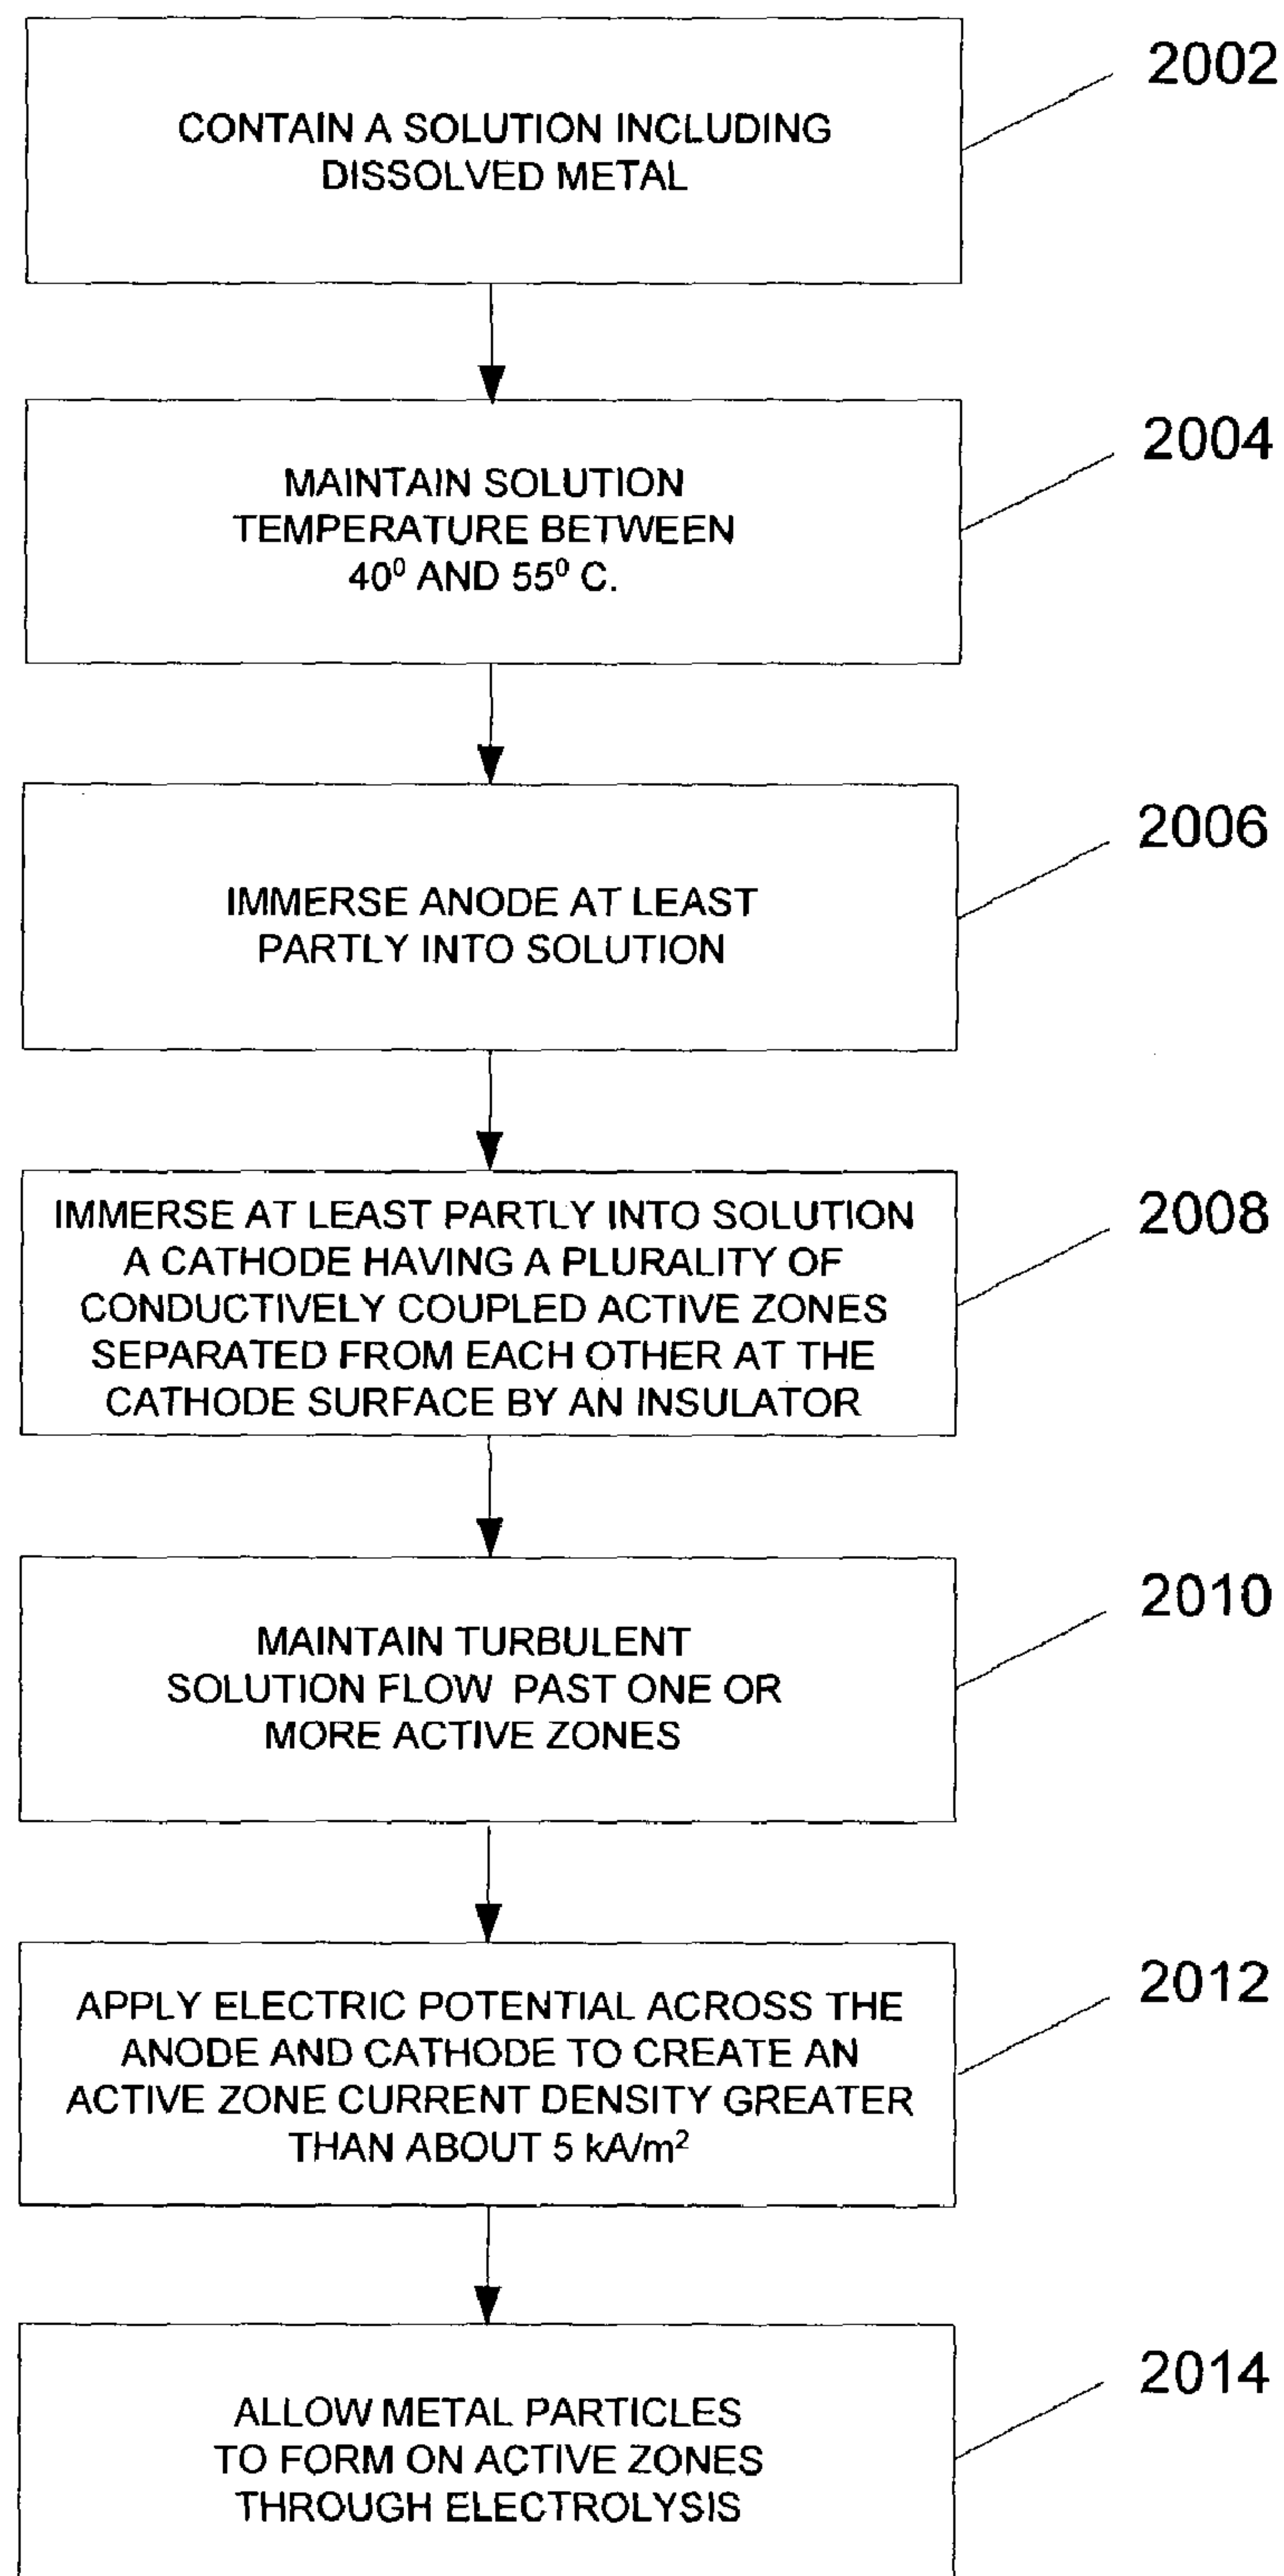 2002
CONTAIN A SOLUTION INCLUDING
DISSOLVED METAL
2004
MAINTAIN SOLUTION
TEMPERATURE BETWEEN
40⁰ AND 55⁰ C.
2006
IMMERSE ANODE AT LEAST
PARTLY INTO SOLUTION
2008
IMMERSE AT LEAST PARTLY INTO SOLUTION
A CATHODE HAVING A PLURALITY OF
CONDUCTIVELY COUPLED ACTIVE ZONES
SEPARATED FROM EACH OTHER AT THE
CATHODE SURFACE BY AN INSULATOR
2010
MAINTAIN TURBULENT
SOLUTION FLOW PAST ONE OR
MORE ACTIVE ZONES
2012
APPLY ELECTRIC POTENTIAL ACROSS THE
ANODE AND CATHODE TO CREATE AN
ACTIVE ZONE CURRENT DENSITY GREATER
THAN ABOUT 5 kA/m²
2014
ALLOW METAL PARTICLES
TO FORM ON ACTIVE ZONES
THROUGH ELECTROLYSIS